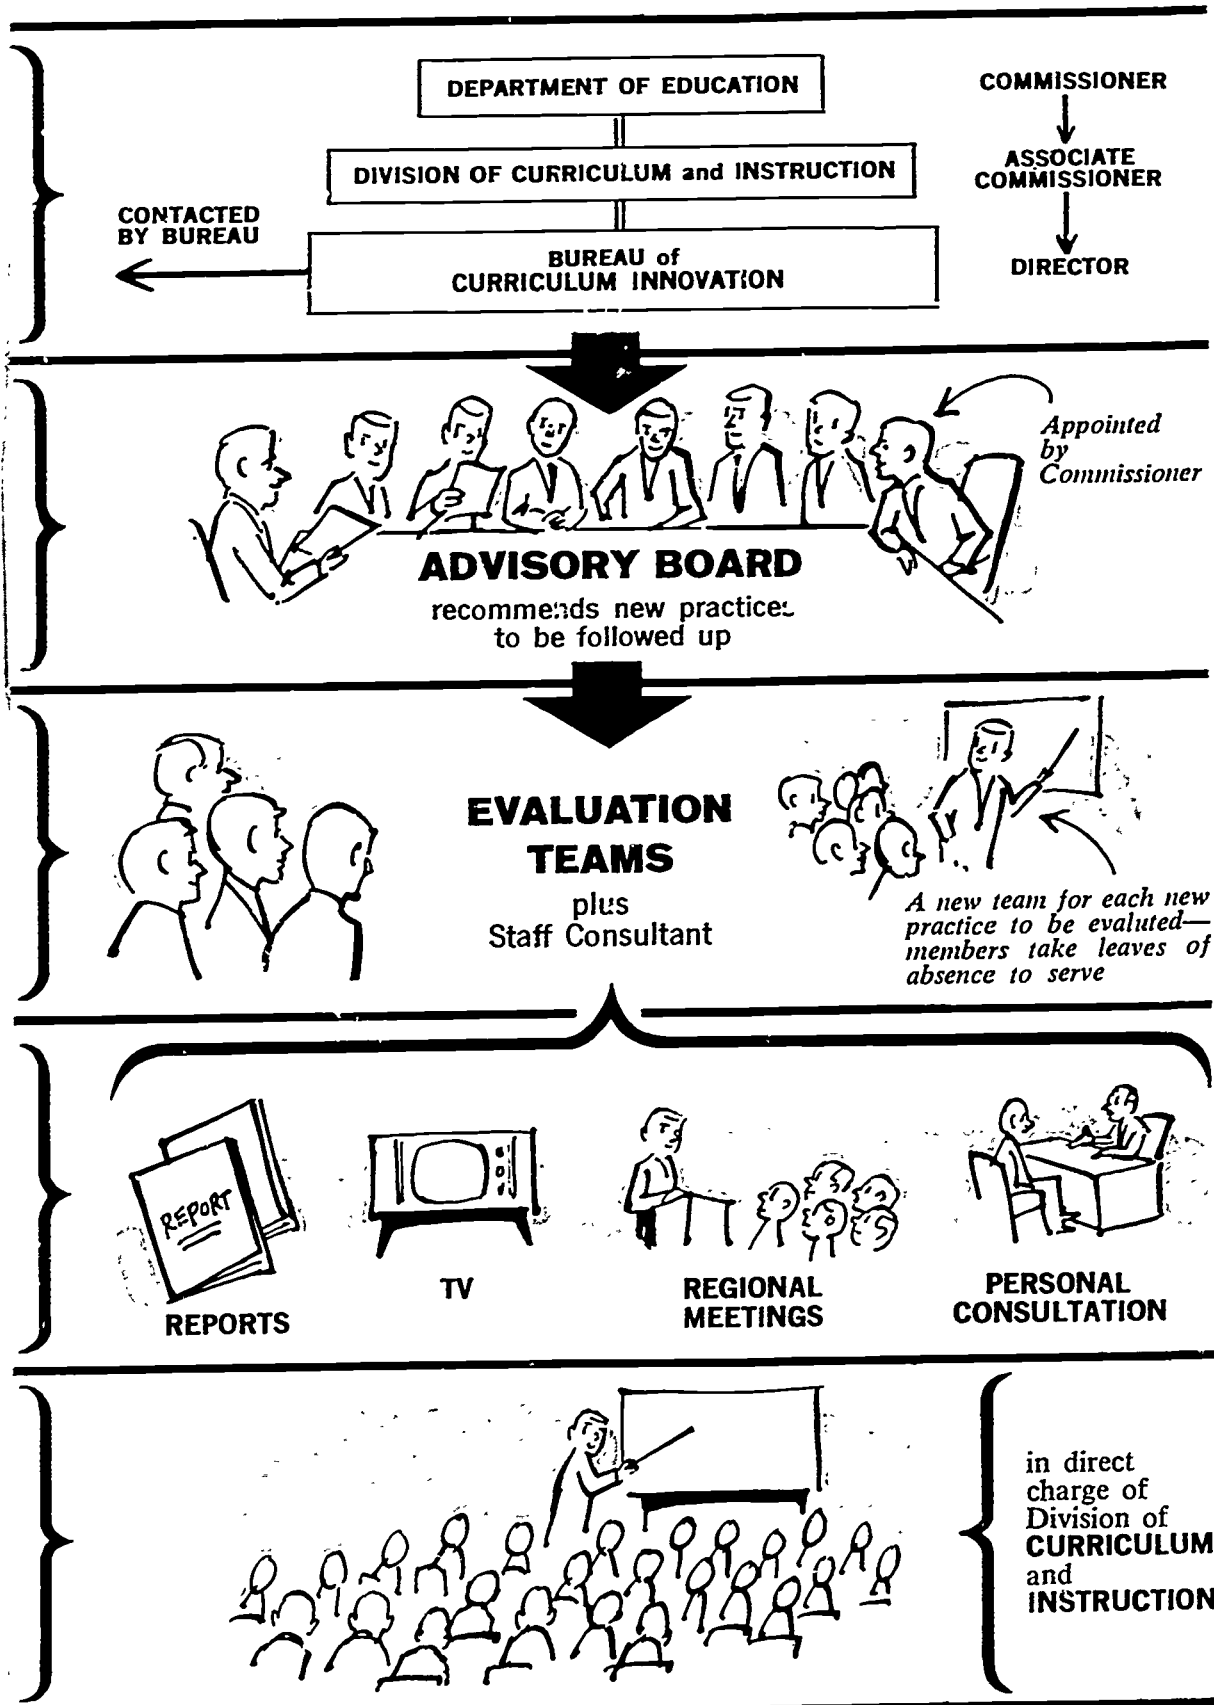 DEPARTMENT OF EDUCATION
DIVISION OF CURRICULUM and INSTRUCTION
BUREAU of
CURRICULUM INNOVATION
COMMISSIONER
ASSOCIATE
COMMISSIONER
DIRECTOR
CONTACTED
BY BUREAU
Appointed
by
Commissioner
ADVISORY BOARD
recommends new practices
to be followed up
EVALUATION
TEAMS
plus
Staff Consultant
A new team for each new
practice to be evaluted—
members take leaves of
absence to serve
REPORT
REPORTS
TV
REGIONAL
MEETINGS
PERSONAL
CONSULTATION
in direct
charge of
Division of
CURRICULUM
and
INSTRUCTION